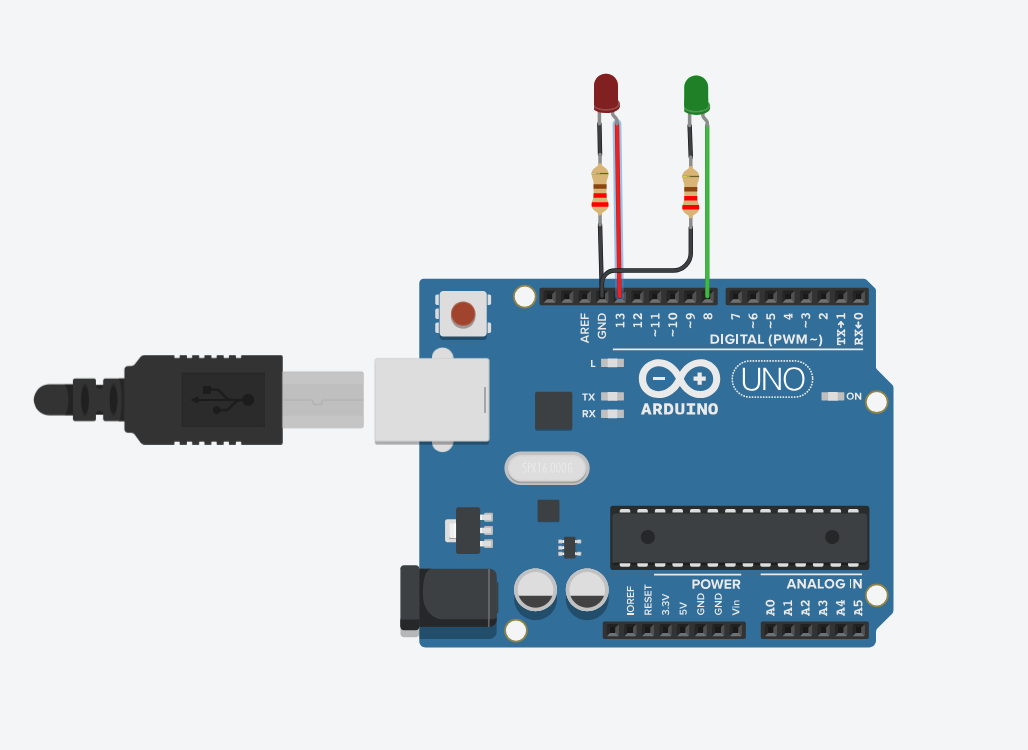 AREF
GND
13
12
~11
~10
~9
8
7
~6
~5
4
~3
2
TX→1
RX←0
DIGITAL (PWM~)
L
TX
RX
ARDUINO
UNO
ON
SPK16.000G
POWER
ANALOG IN
IOREF
RESET
3.3V
5V
GND
GND
Vin
A0
A1
A2
A3
A4
A5